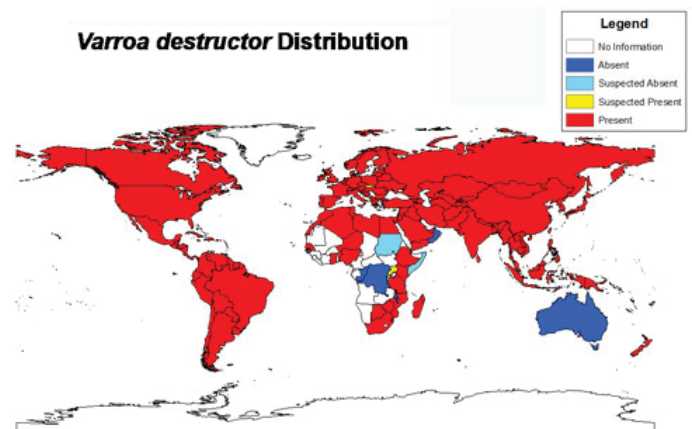 Varroa destructor Distribution
Legend
No Information
Absent
Suspected Absent
Suspected Present
Present